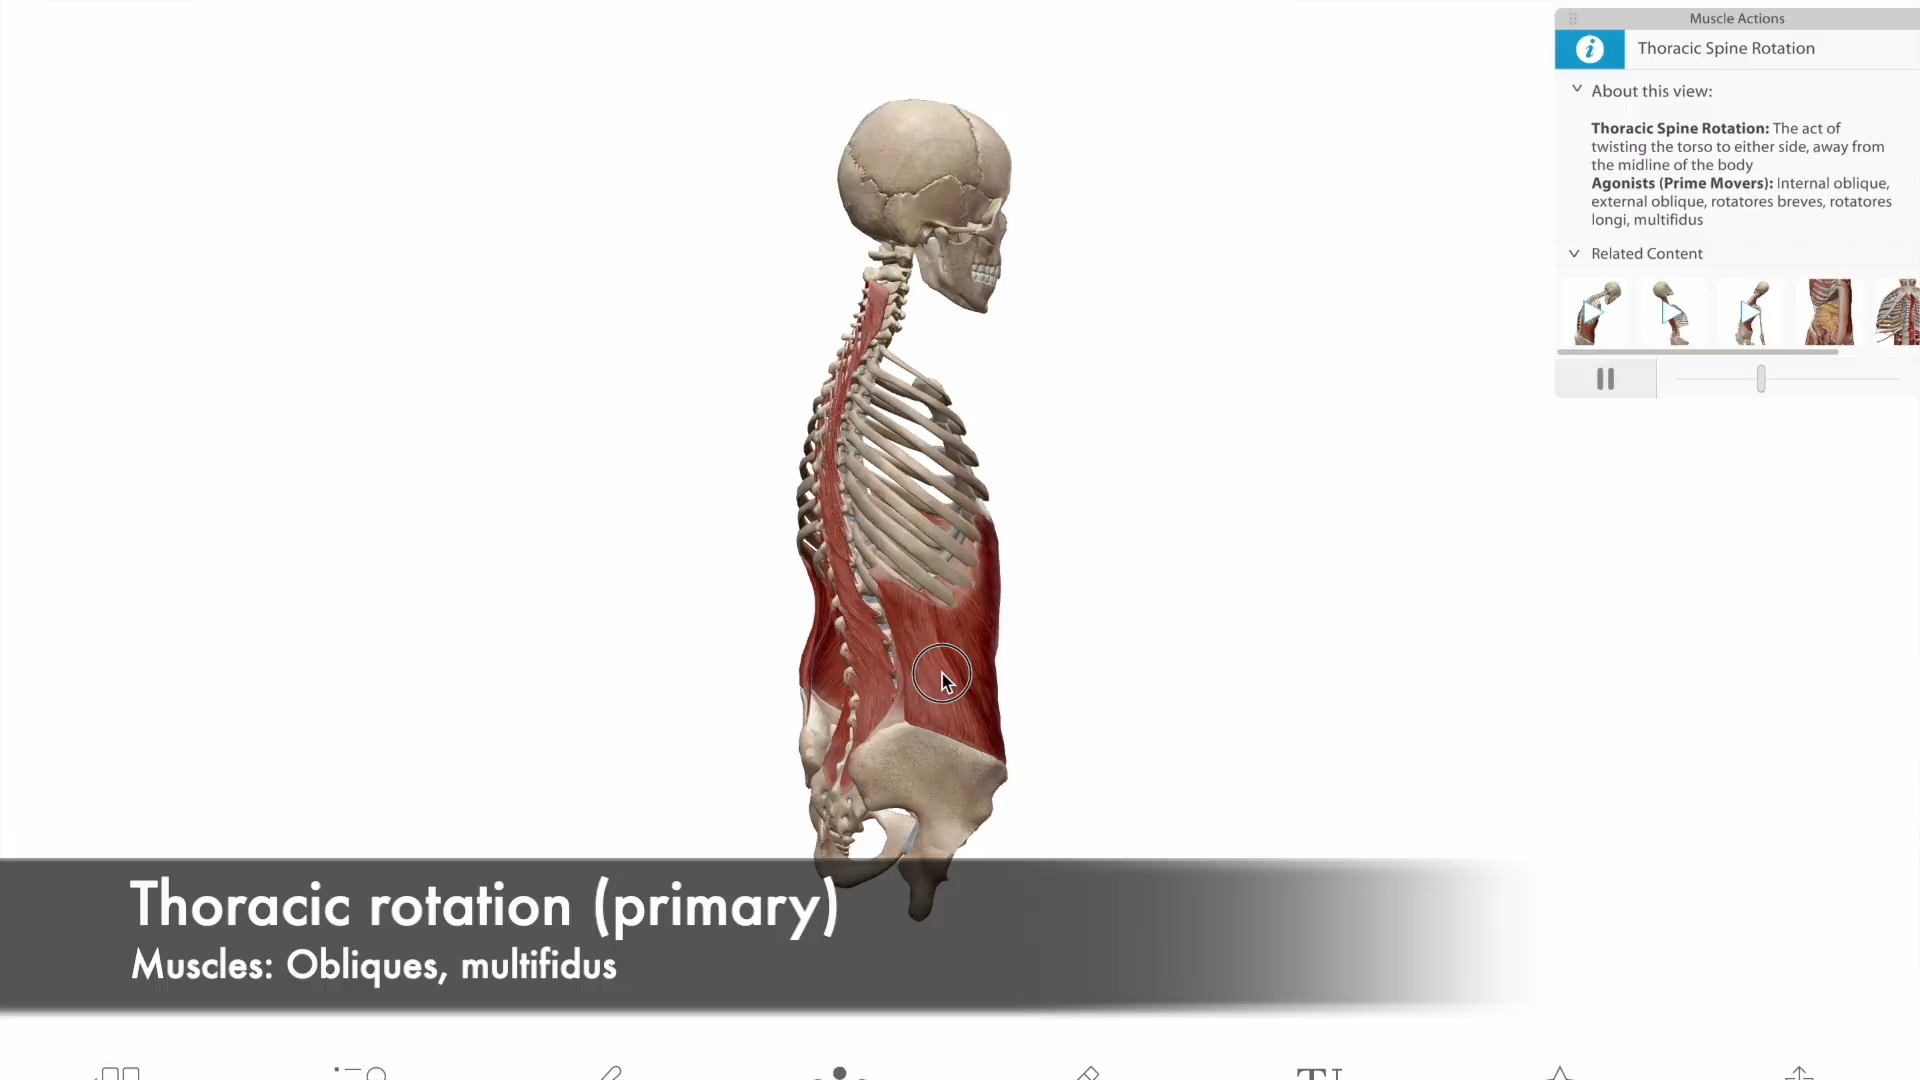 Muscle Actions
Thoracic Spine Rotation
About this view:
Thoracic Spine Rotation: The act of
twisting the torso to either side, away from
the midline of the body
Agonists (Prime Movers): Internal oblique,
external oblique, rotatores breves, rotatores
longi, multifidus
Related Content
Thoracic rotation (primary)
Muscles: Obliques, multifidus